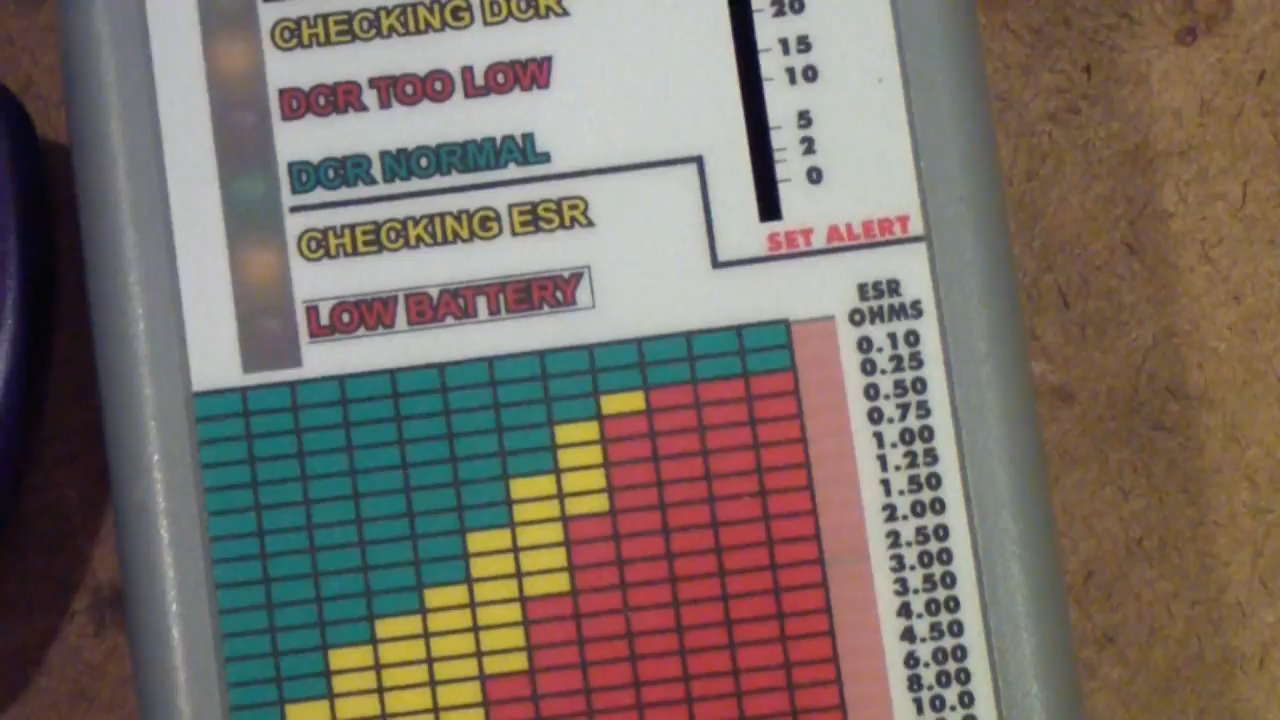 CHECKING DCR
DCR TOO LOW
DCR NORMAL
CHECKING ESR
LOW BATTERY
20
15
10
5
2
0
SET ALERT
ESR
OHMS
0.10
0.25
0.50
0.75
1.00
1.25
1.50
2.00
2.50
3.00
3.50
4.00
4.50
6.00
8.00
10.0